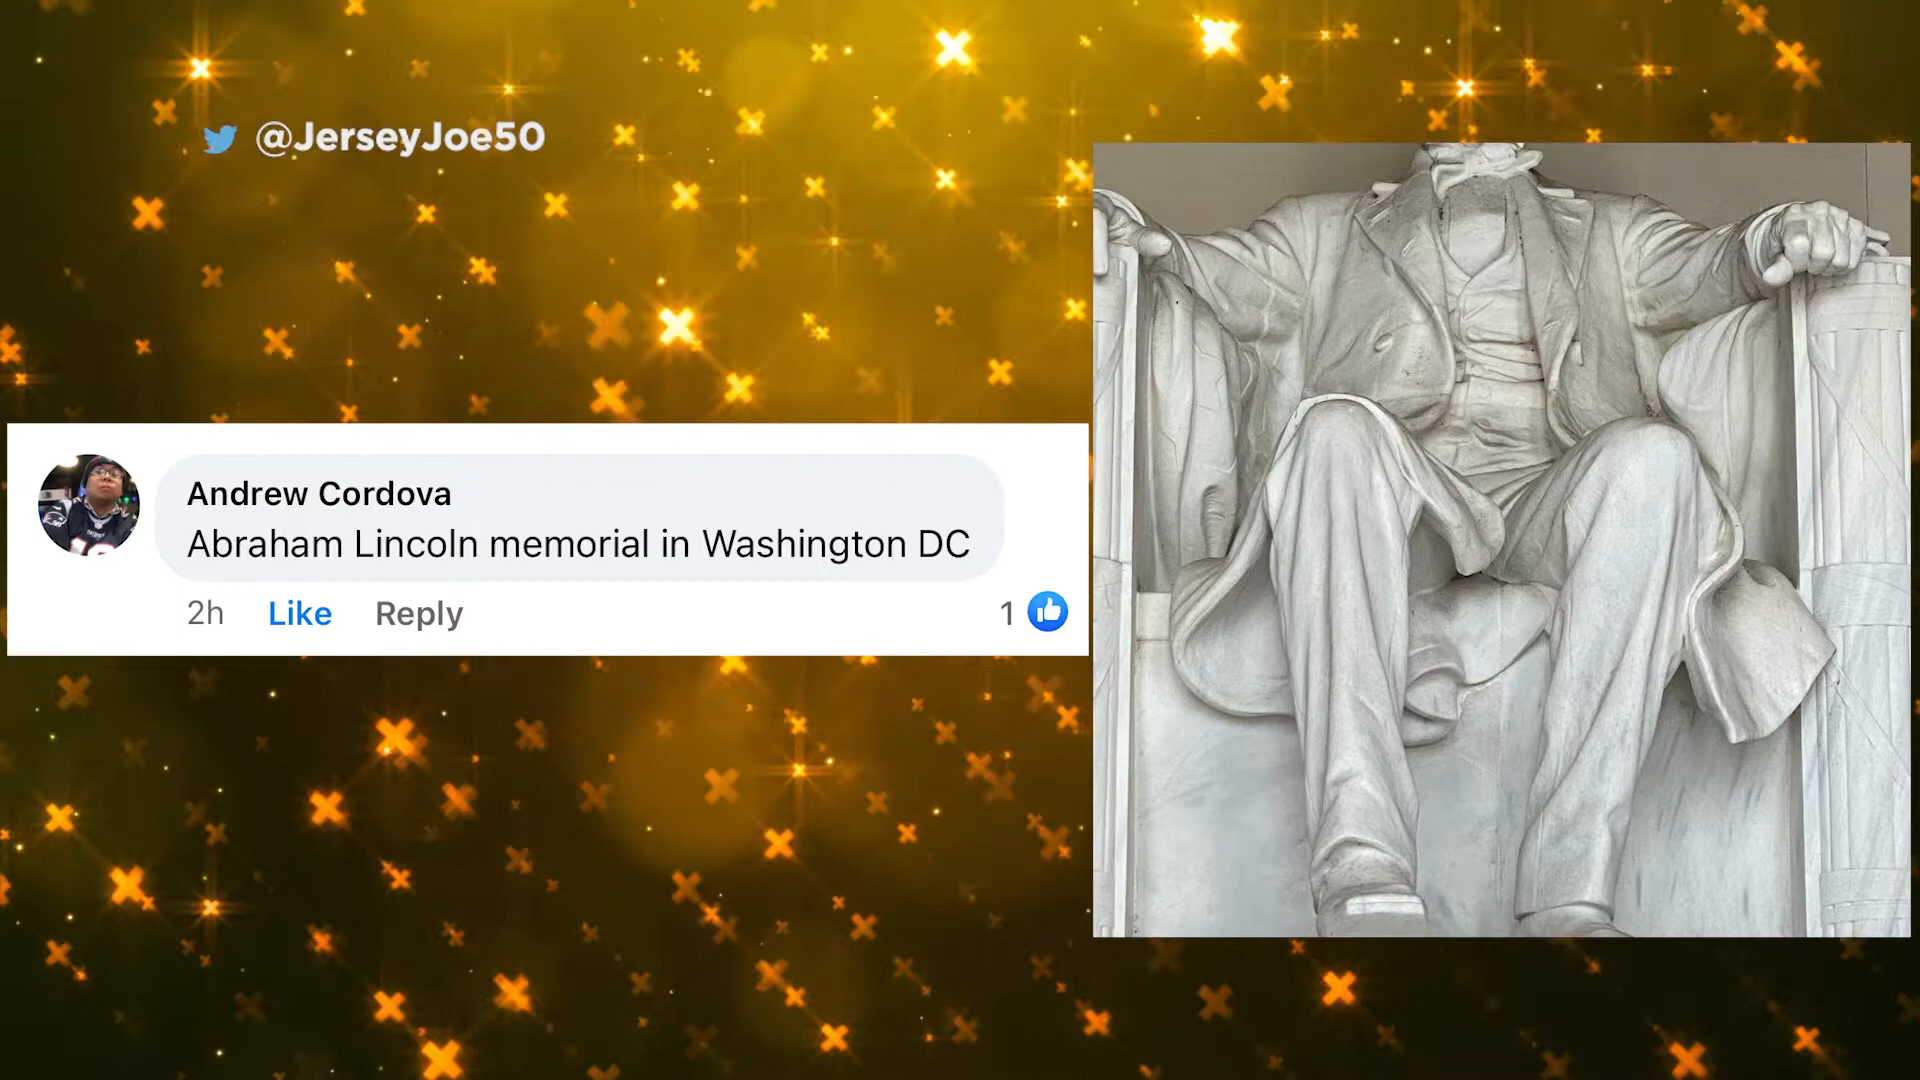 @JerseyJoe50
Andrew Cordova
Abraham Lincoln memorial in Washington DC
2h Like Reply 1